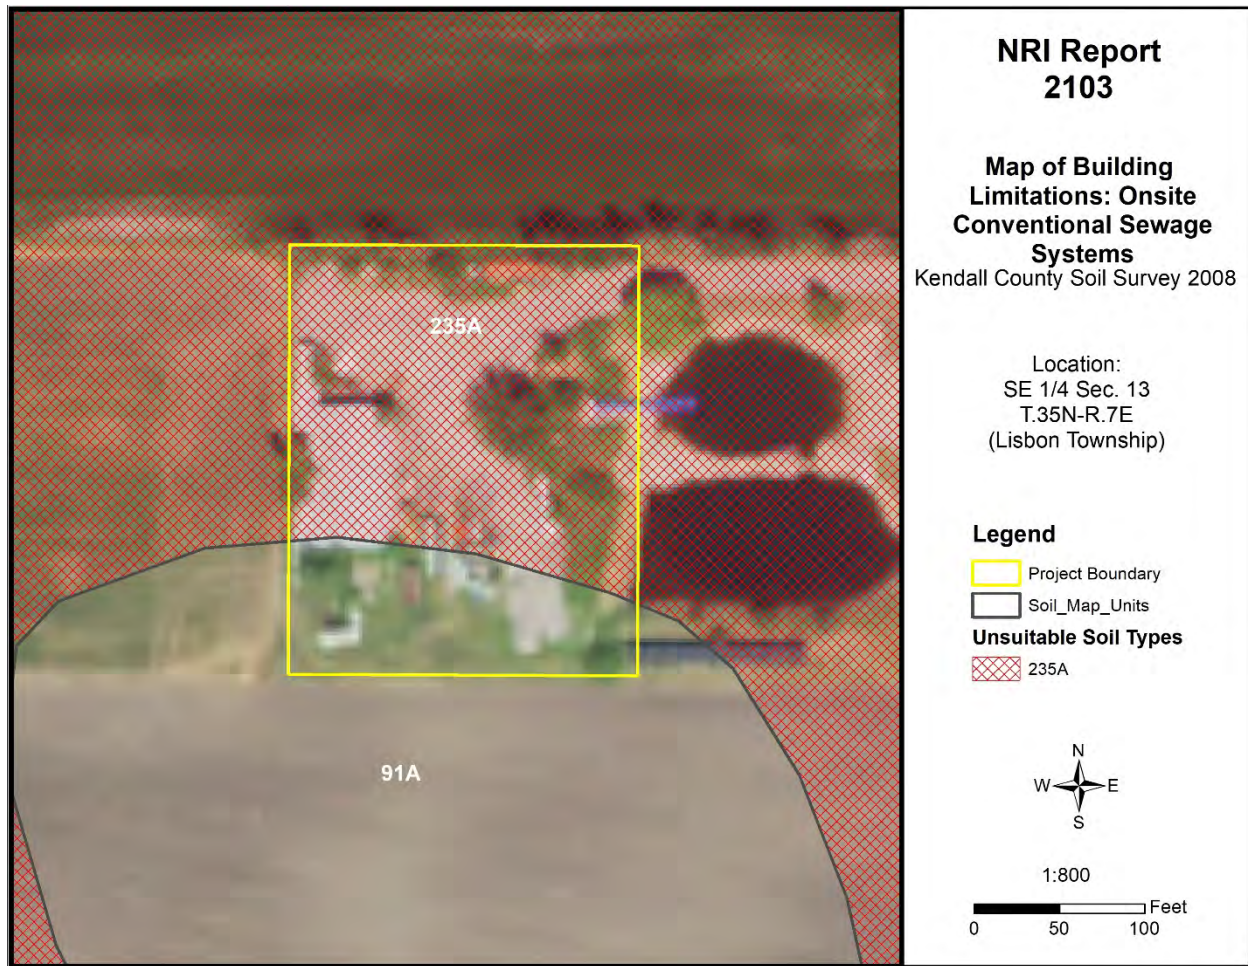 NRI Report
2103
Map of Building
Limitations: Onsite
Conventional Sewage
Systems
Kendall County Soil Survey 2008
Location:
SE 1/4 Sec. 13
T.35N-R.7E
(Lisbon Township)
Legend
Project Boundary
Soil_Map_Units
Unsuitable Soil Types
235A
235A
91A
N
W E
S
1:800
Feet
0 50 100